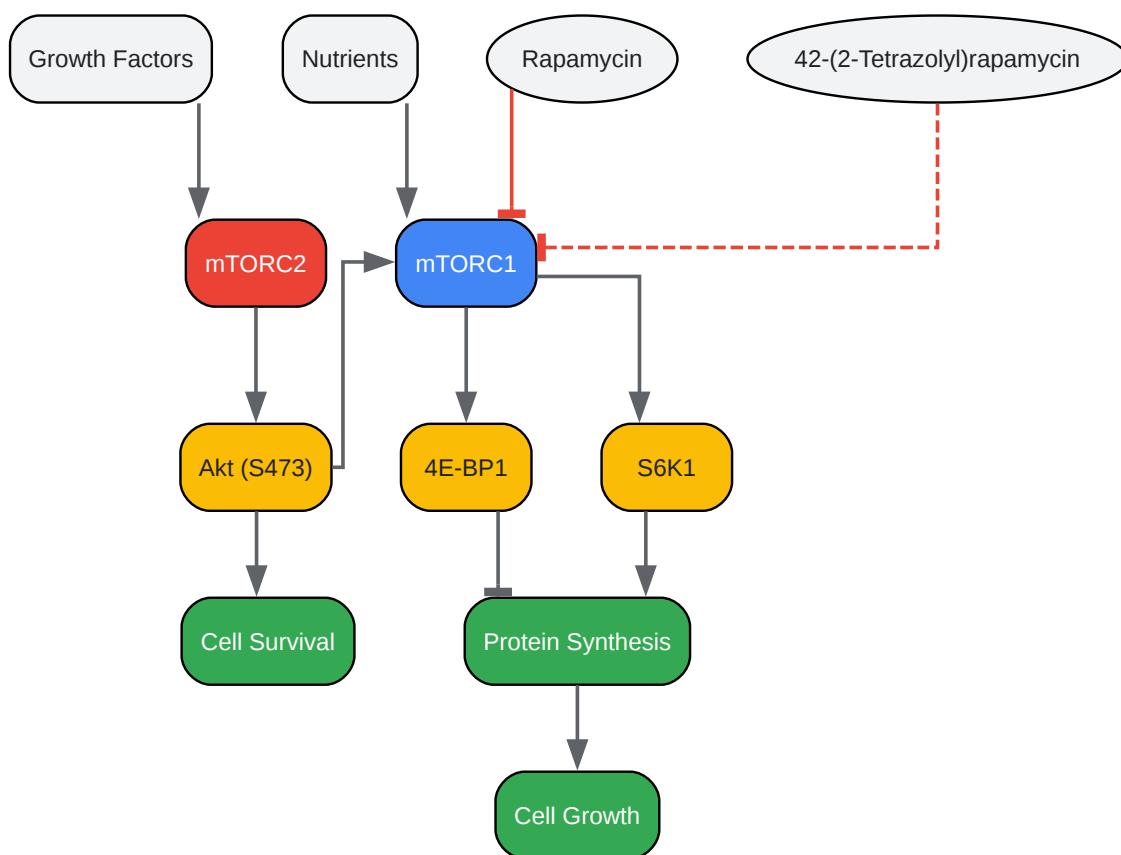 Growth Factors
Nutrients
Rapamycin
42-(2-Tetrazolyl)rapamycin
mTORC2
mTORC1
Akt (S473)
4E-BP1
S6K1
Cell Survival
Protein Synthesis
Cell Growth